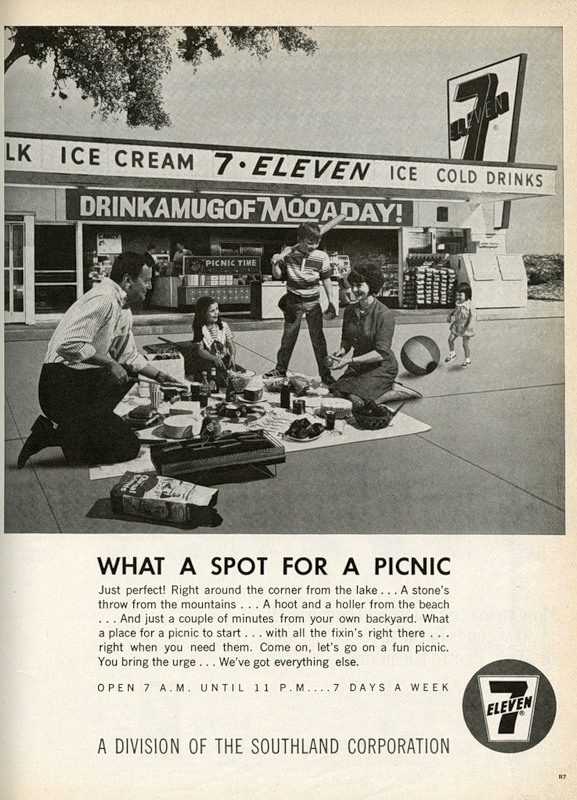 7
ELEVEN
®
LK ICE CREAM 7·ELEVEN ICE COLD DRINKS
DRINKAMUGOFMOOADAY!
CANDY
PICNIC TIME
WHAT A SPOT FOR A PICNIC
Just perfect! Right around the corner from the lake . . . A stone's
throw from the mountains . . . A hoot and a holler from the beach
. . . And just a couple of minutes from your own backyard. What
a place for a picnic to start . . . with all the fixin's right there . . .
right when you need them. Come on, let's go on a fun picnic.
You bring the urge . . . We've got everything else.
OPEN 7 A.M. UNTIL 11 P.M....7 DAYS A WEEK
7
ELEVEN
®
A DIVISION OF THE SOUTHLAND CORPORATION
R7